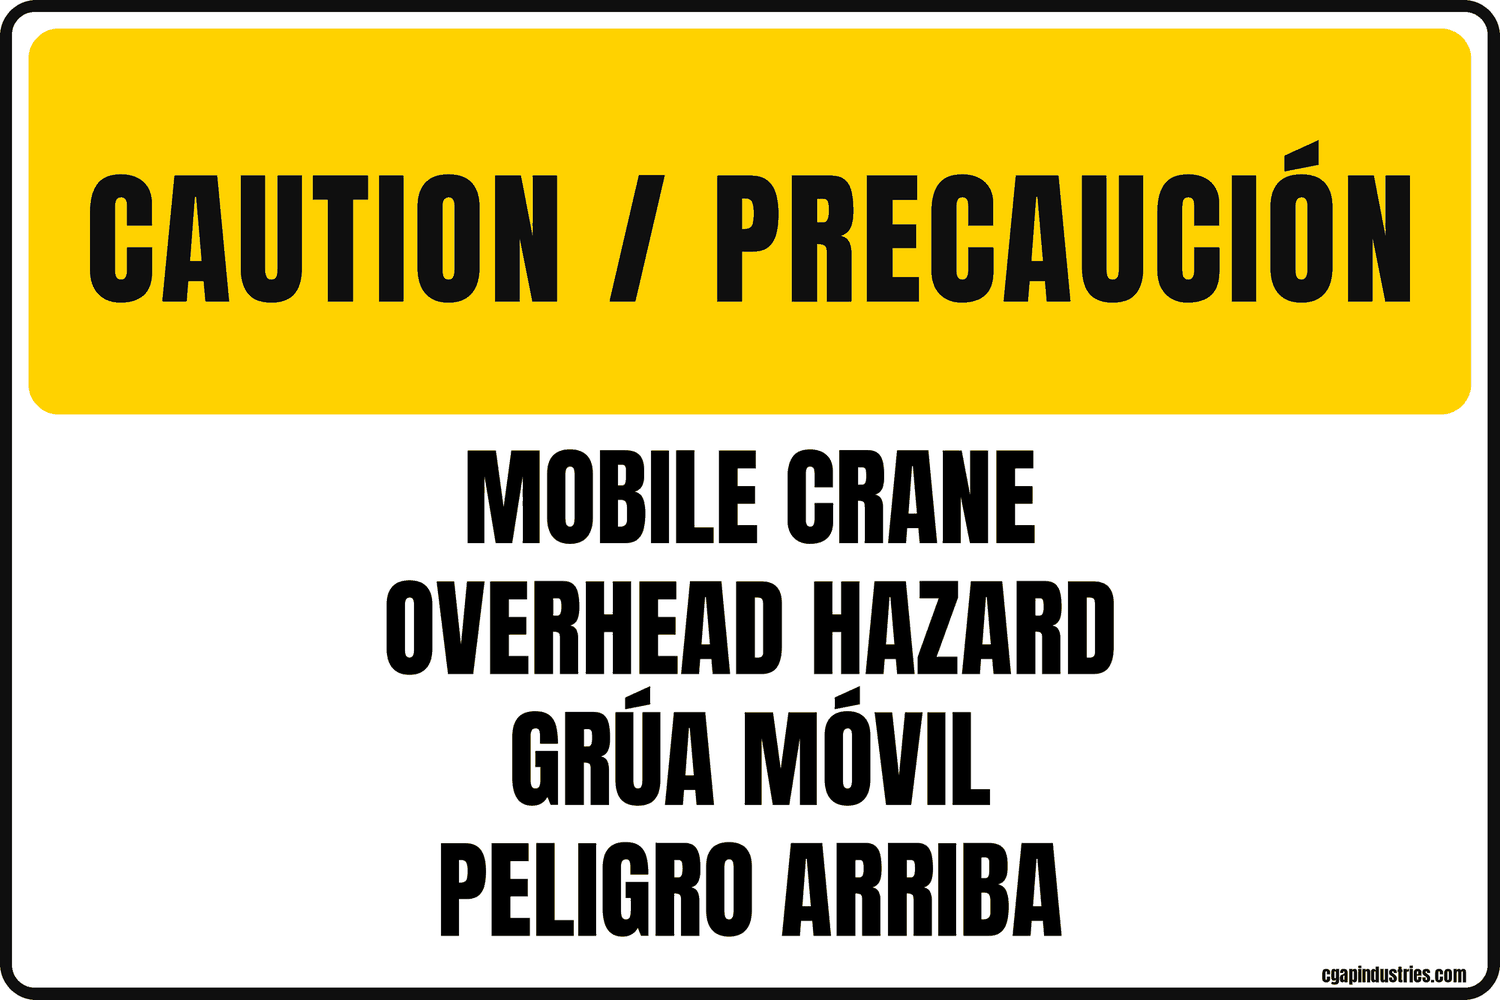 CAUTION / PRECAUCIÓN
MOBILE CRANE
OVERHEAD HAZARD
GRÚA MÓVIL
PELIGRO ARRIBA
cgapindustries.com